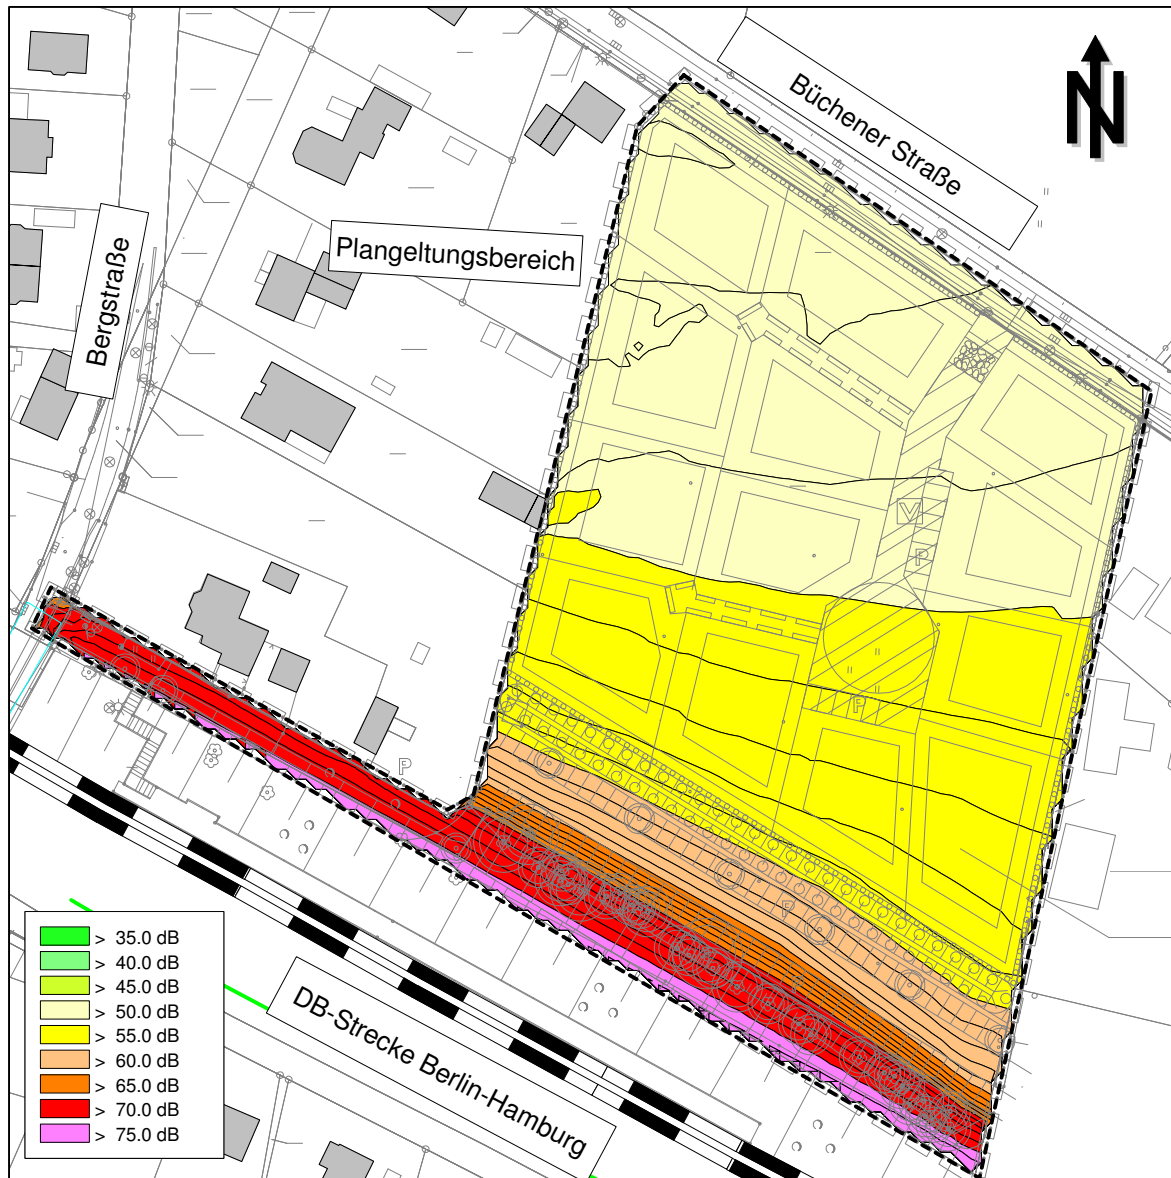 Büchener Straße
N
Plangeltungsbereich
Bergstraße
V
P
P
P
P
DB-Strecke Berlin-Hamburg
> 35.0 dB
> 40.0 dB
> 45.0 dB
> 50.0 dB
> 55.0 dB
> 60.0 dB
> 65.0 dB
> 70.0 dB
> 75.0 dB